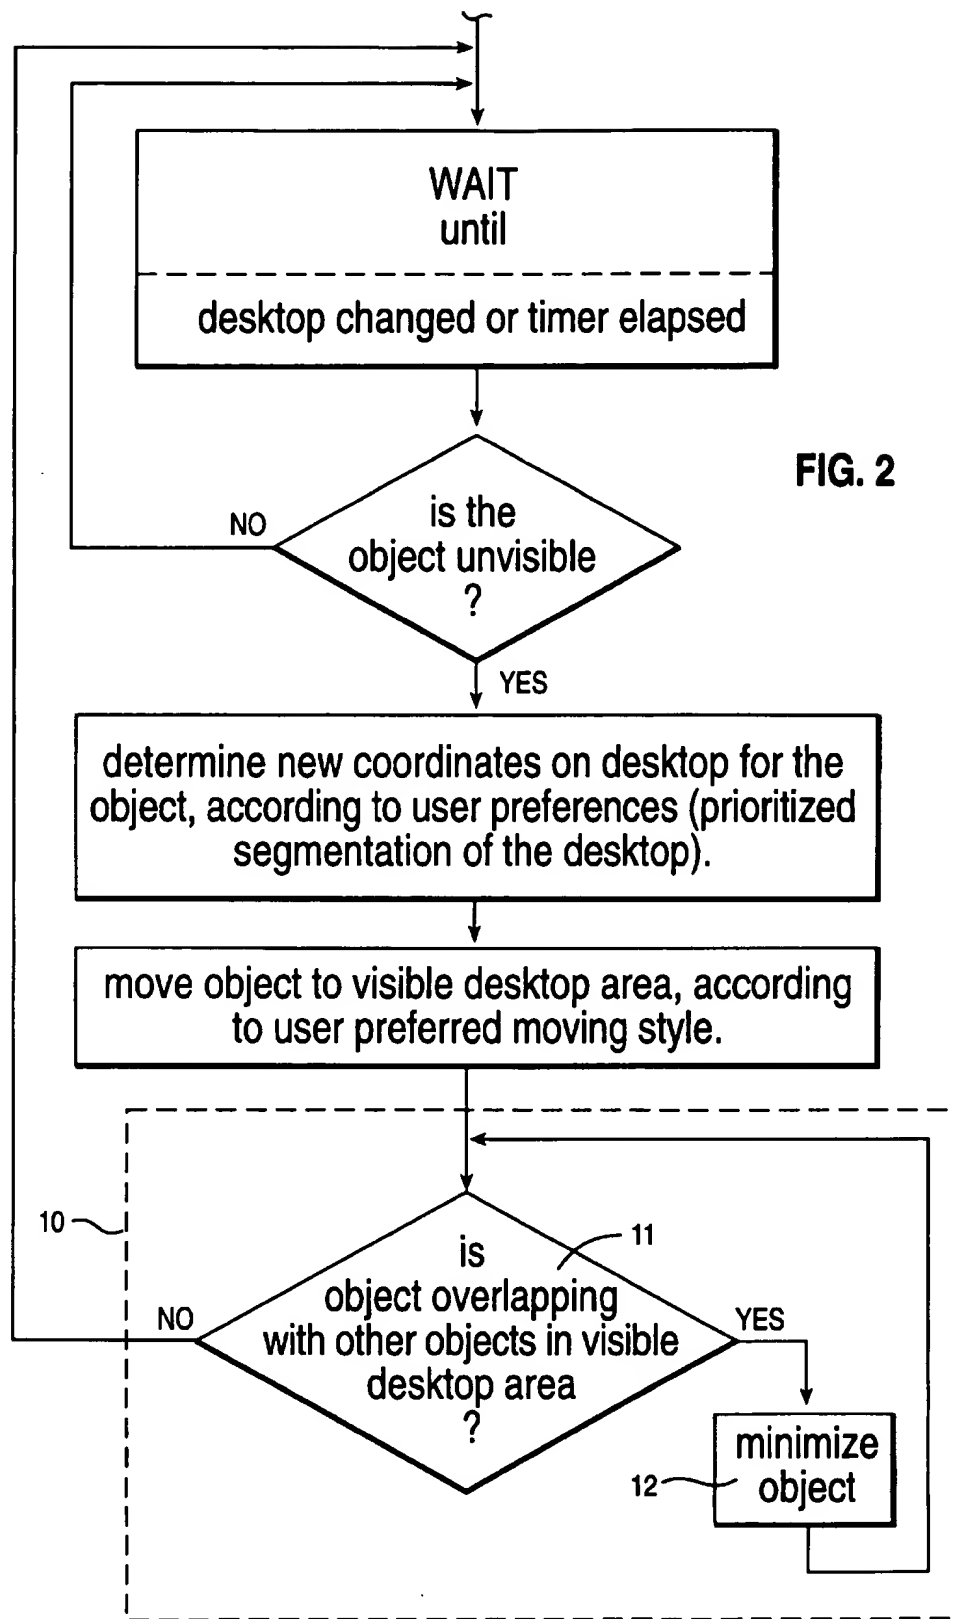 WAIT
until
desktop changed or timer elapsed
FIG. 2
is the
object unvisible
?
NO
YES
determine new coordinates on desktop for the
object, according to user preferences (prioritized
segmentation of the desktop).
move object to visible desktop area, according
to user preferred moving style.
10
11
is
object overlapping
with other objects in visible
desktop area
?
NO
YES
minimize
object
12